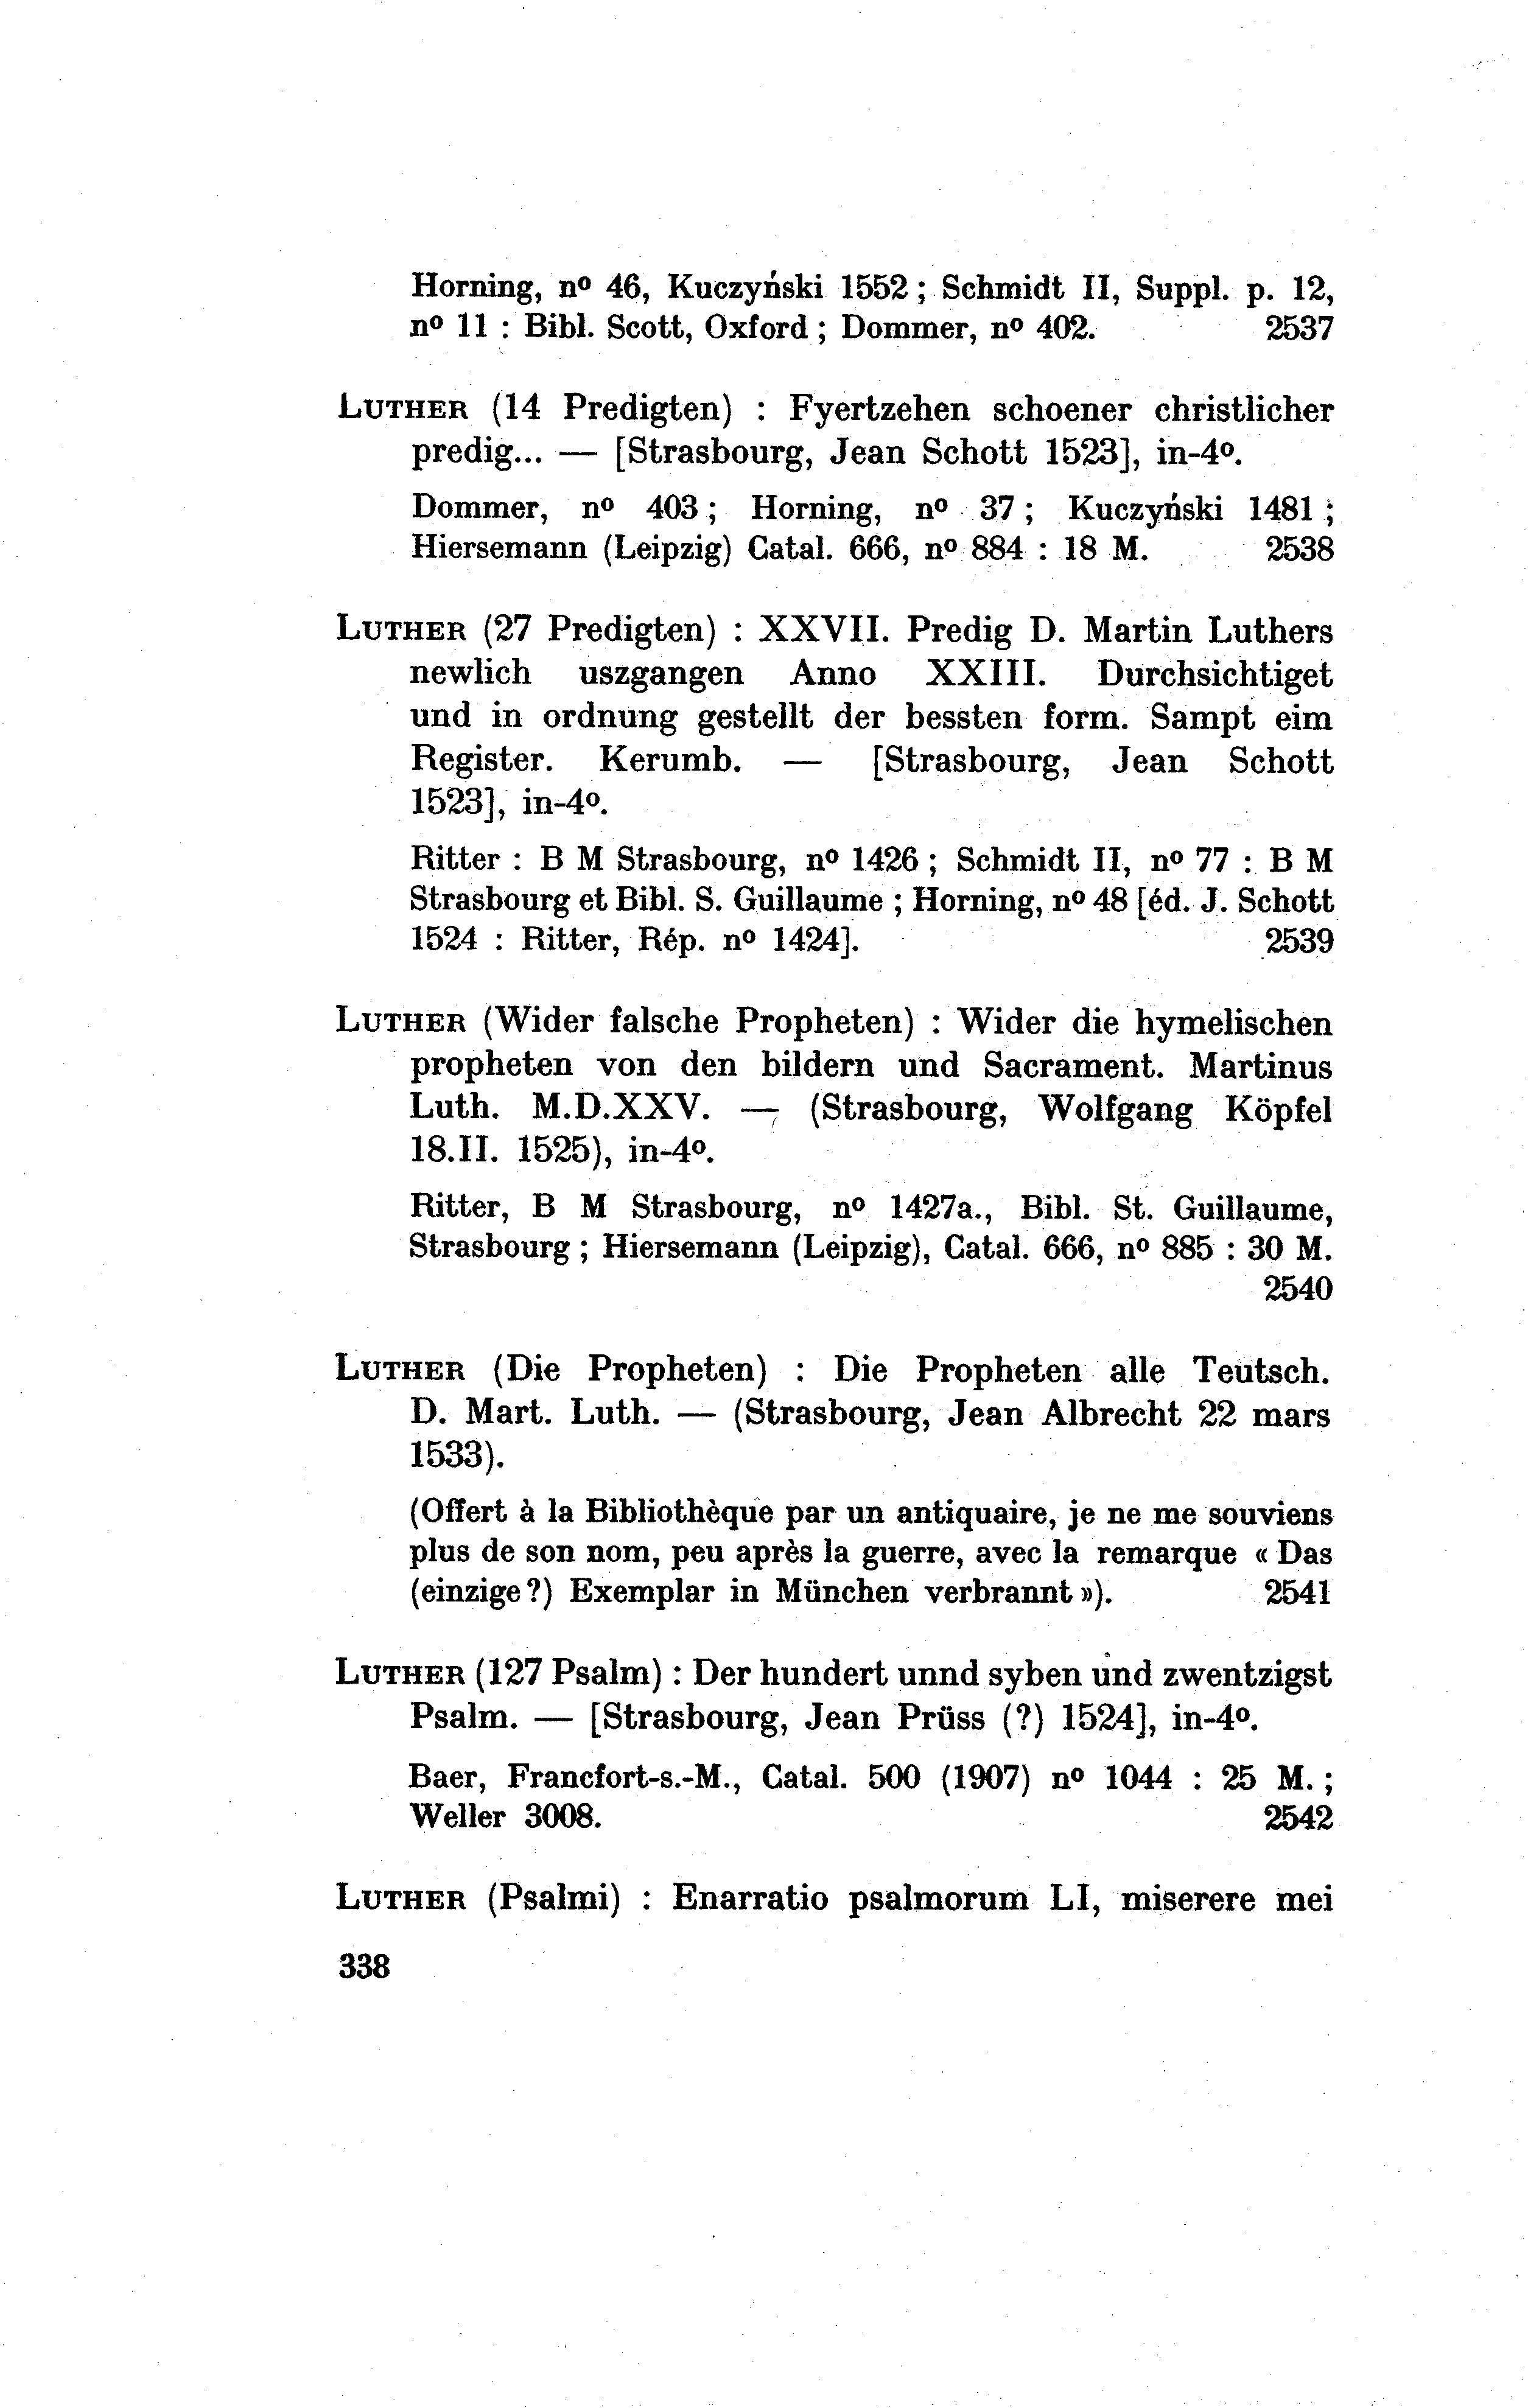 Horning, nº 46, Kuczyński 1552 ; Schmidt II, Suppl. p. 12,
nº 11 : Bibl. Scott, Oxford ; Dommer, nº 402. 2537
LUTHER (14 Predigten) : Fyertzehen schoener christlicher
predig... — [Strasbourg, Jean Schott 1523], in-4º.
Dommer, nº 403 ; Horning, nº 37 ; Kuczyński 1481 ;
Hiersemann (Leipzig) Catal. 666, nº 884 : 18 M. 2538
LUTHER (27 Predigten) : XXVII. Predig D. Martin Luthers
newlich uszgangen Anno XXIII. Durchsichtiget
und in ordnung gestellt der bessten form. Sampt eim
Register. Kerumb. — [Strasbourg, Jean Schott
1523], in-4º.
Ritter : B M Strasbourg, nº 1426 ; Schmidt II, nº 77 : B M
Strasbourg et Bibl. S. Guillaume ; Horning, nº 48 [éd. J. Schott
1524 : Ritter, Rép. nº 1424]. 2539
LUTHER (Wider falsche Propheten) : Wider die hymelischen
propheten von den bildern und Sacrament. Martinus
Luth. M.D.XXV. — (Strasbourg, Wolfgang Köpfel
18.II. 1525), in-4º.
Ritter, B M Strasbourg, nº 1427a., Bibl. St. Guillaume,
Strasbourg ; Hiersemann (Leipzig), Catal. 666, nº 885 : 30 M.
2540
LUTHER (Die Propheten) : Die Propheten alle Teutsch.
D. Mart. Luth. — (Strasbourg, Jean Albrecht 22 mars
1533).
(Offert à la Bibliothèque par un antiquaire, je ne me souviens
plus de son nom, peu après la guerre, avec la remarque « Das
(einzige ?) Exemplar in München verbrannt »). 2541
LUTHER (127 Psalm) : Der hundert unnd syben und zwentzigst
Psalm. — [Strasbourg, Jean Prüss (?) 1524], in-4º.
Baer, Francfort-s.-M., Catal. 500 (1907) nº 1044 : 25 M. ;
Weller 3008. 2542
LUTHER (Psalmi) : Enarratio psalmorum LI, miserere mei
338